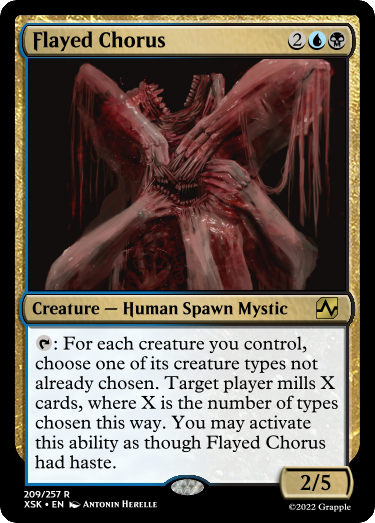 Flayed Chorus 2
Creature — Human Spawn Mystic
: For each creature you control,
choose one of its creature types not
already chosen. Target player mills X
cards, where X is the number of types
chosen this way. You may activate
this ability as though Flayed Chorus
had haste.
2/5
209/257 R
XSK • EN Antonin Herelle
©2022 Grapple